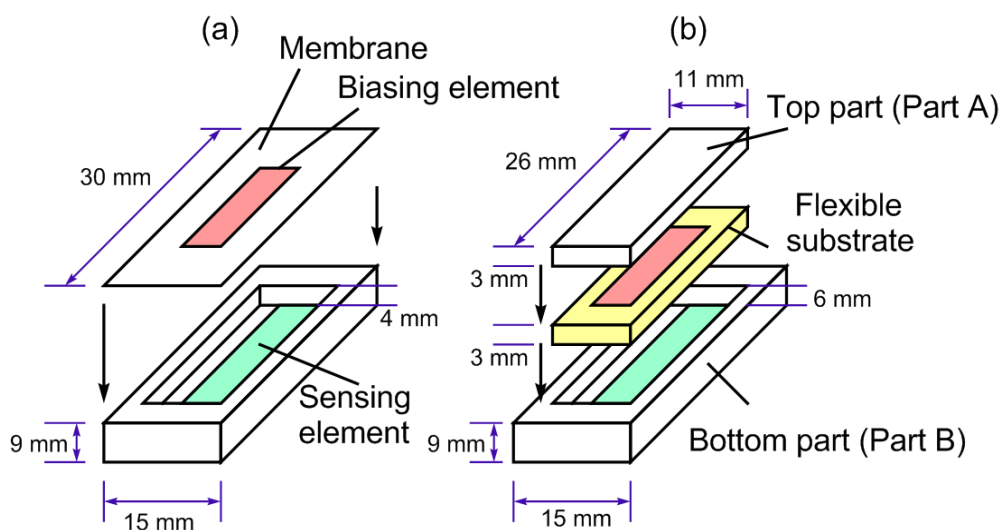 (a)
Membrane
Biasing element
30 mm
4 mm
Sensing
element
9 mm
15 mm
(b)
11 mm
Top part (Part A)
26 mm
Flexible
substrate
3 mm
6 mm
3 mm
9 mm
Bottom part (Part B)
15 mm